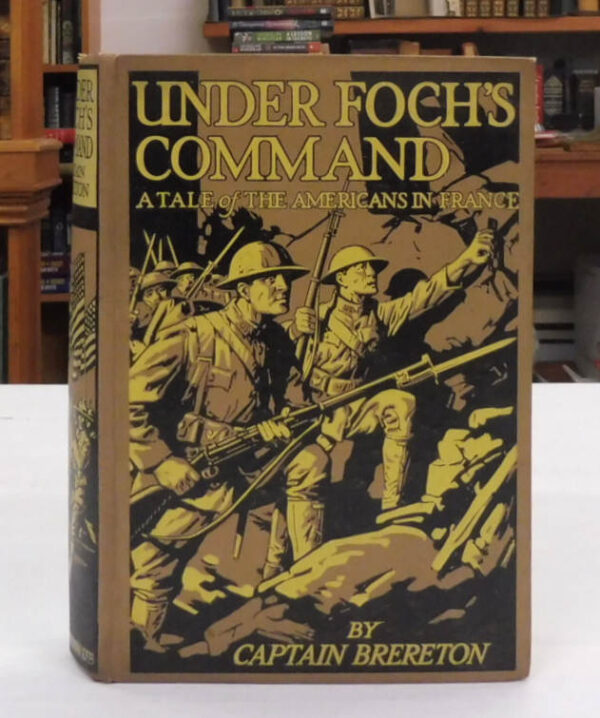 UNDER FOCH'S
COMMAND
A TALE of THE AMERICANS IN FRANCE
BY
CAPTAIN BRERETON